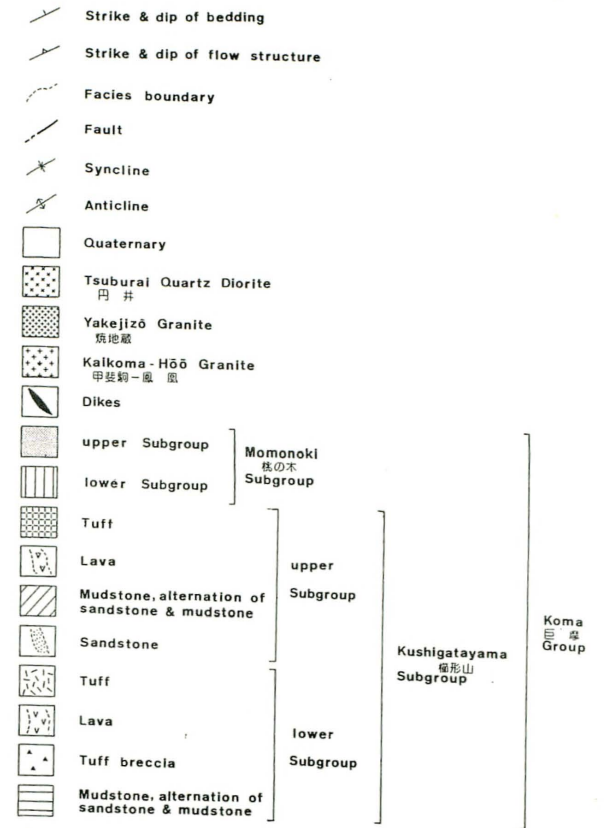 Strike & dip of bedding
Strike & dip of flow structure
Facies boundary
Fault
Syncline
Anticline
Quaternary
Tsuburai Quartz Diorite
円 井
Yakejizō Granite
焼地蔵
Kaikoma-Hōō Granite
甲斐駒–鳳 凰
Dikes
upper Subgroup
lower Subgroup
Momonoki
桃の木
Subgroup
Tuff
Lava
Mudstone, alternation of
sandstone & mudstone
Sandstone
upper
Subgroup
Tuff
Lava
Tuff breccia
Mudstone, alternation of
sandstone & mudstone
lower
Subgroup
Kushigatayama
櫛形山
Subgroup
Koma
巨 摩
Group